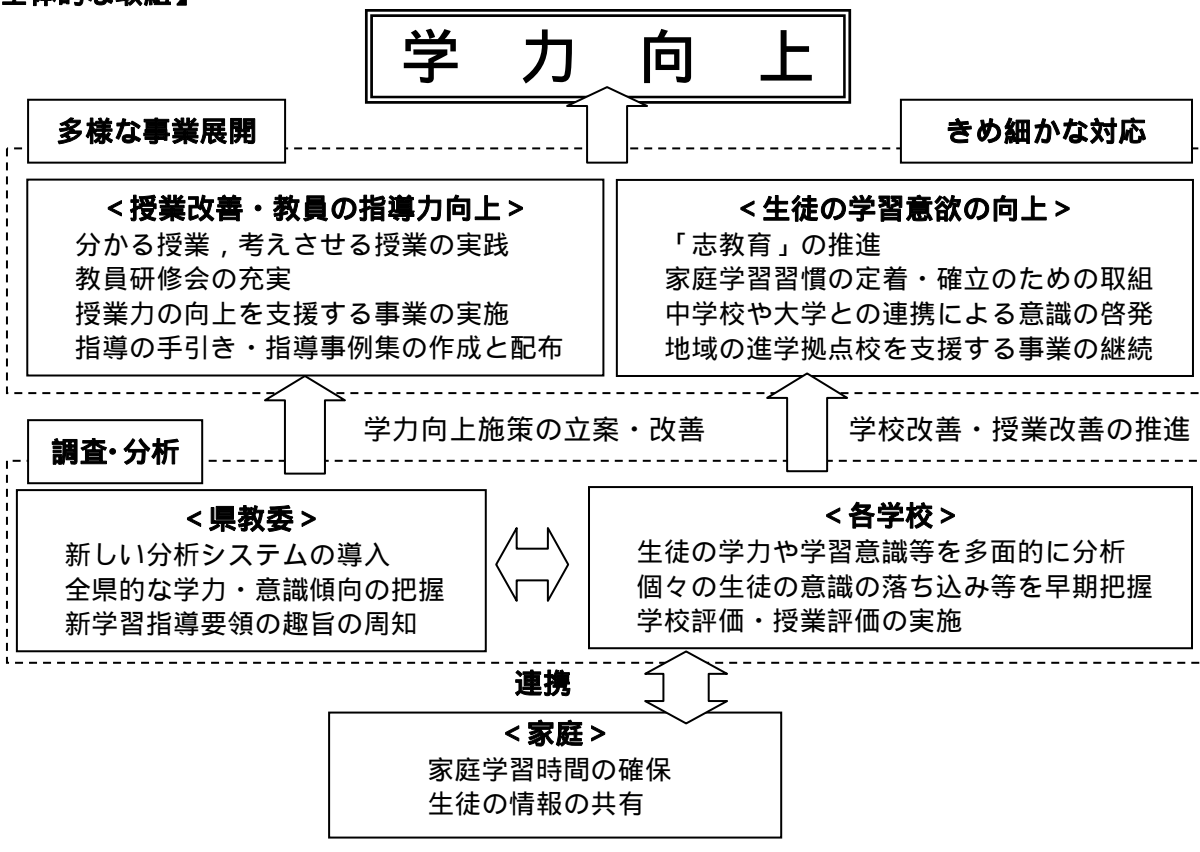 学力向上
多様な事業展開
きめ細かな対応
<授業改善・教員の指導力向上>
分かる授業,考えさせる授業の実践
教員研修会の充実
授業力の向上を支援する事業の実施
指導の手引き・指導事例集の作成と配布
<生徒の学習意欲の向上>
「志教育」の推進
家庭学習習慣の定着・確立のための取組
中学校や大学との連携による意識の啓発
地域の進学拠点校を支援する事業の継続
学力向上施策の立案・改善
学校改善・授業改善の推進
調査・分析
<県教委>
新しい分析システムの導入
全県的な学力・意識傾向の把握
新学習指導要領の趣旨の周知
<各学校>
生徒の学力や学習意識等を多面的に分析
個々の生徒の意識の落ち込み等を早期把握
学校評価・授業評価の実施
連携
<家庭>
家庭学習時間の確保
生徒の情報の共有